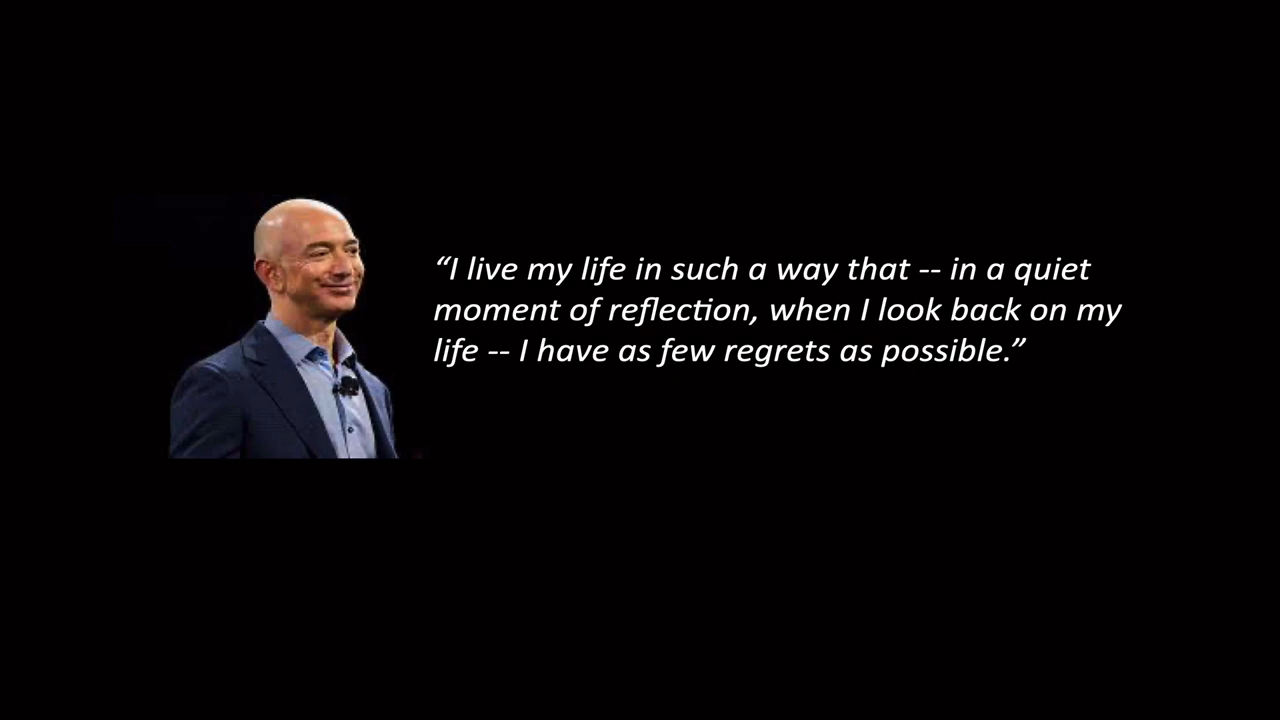 “I live my life in such a way that -- in a quiet
moment of reflection, when I look back on my
life -- I have as few regrets as possible.”